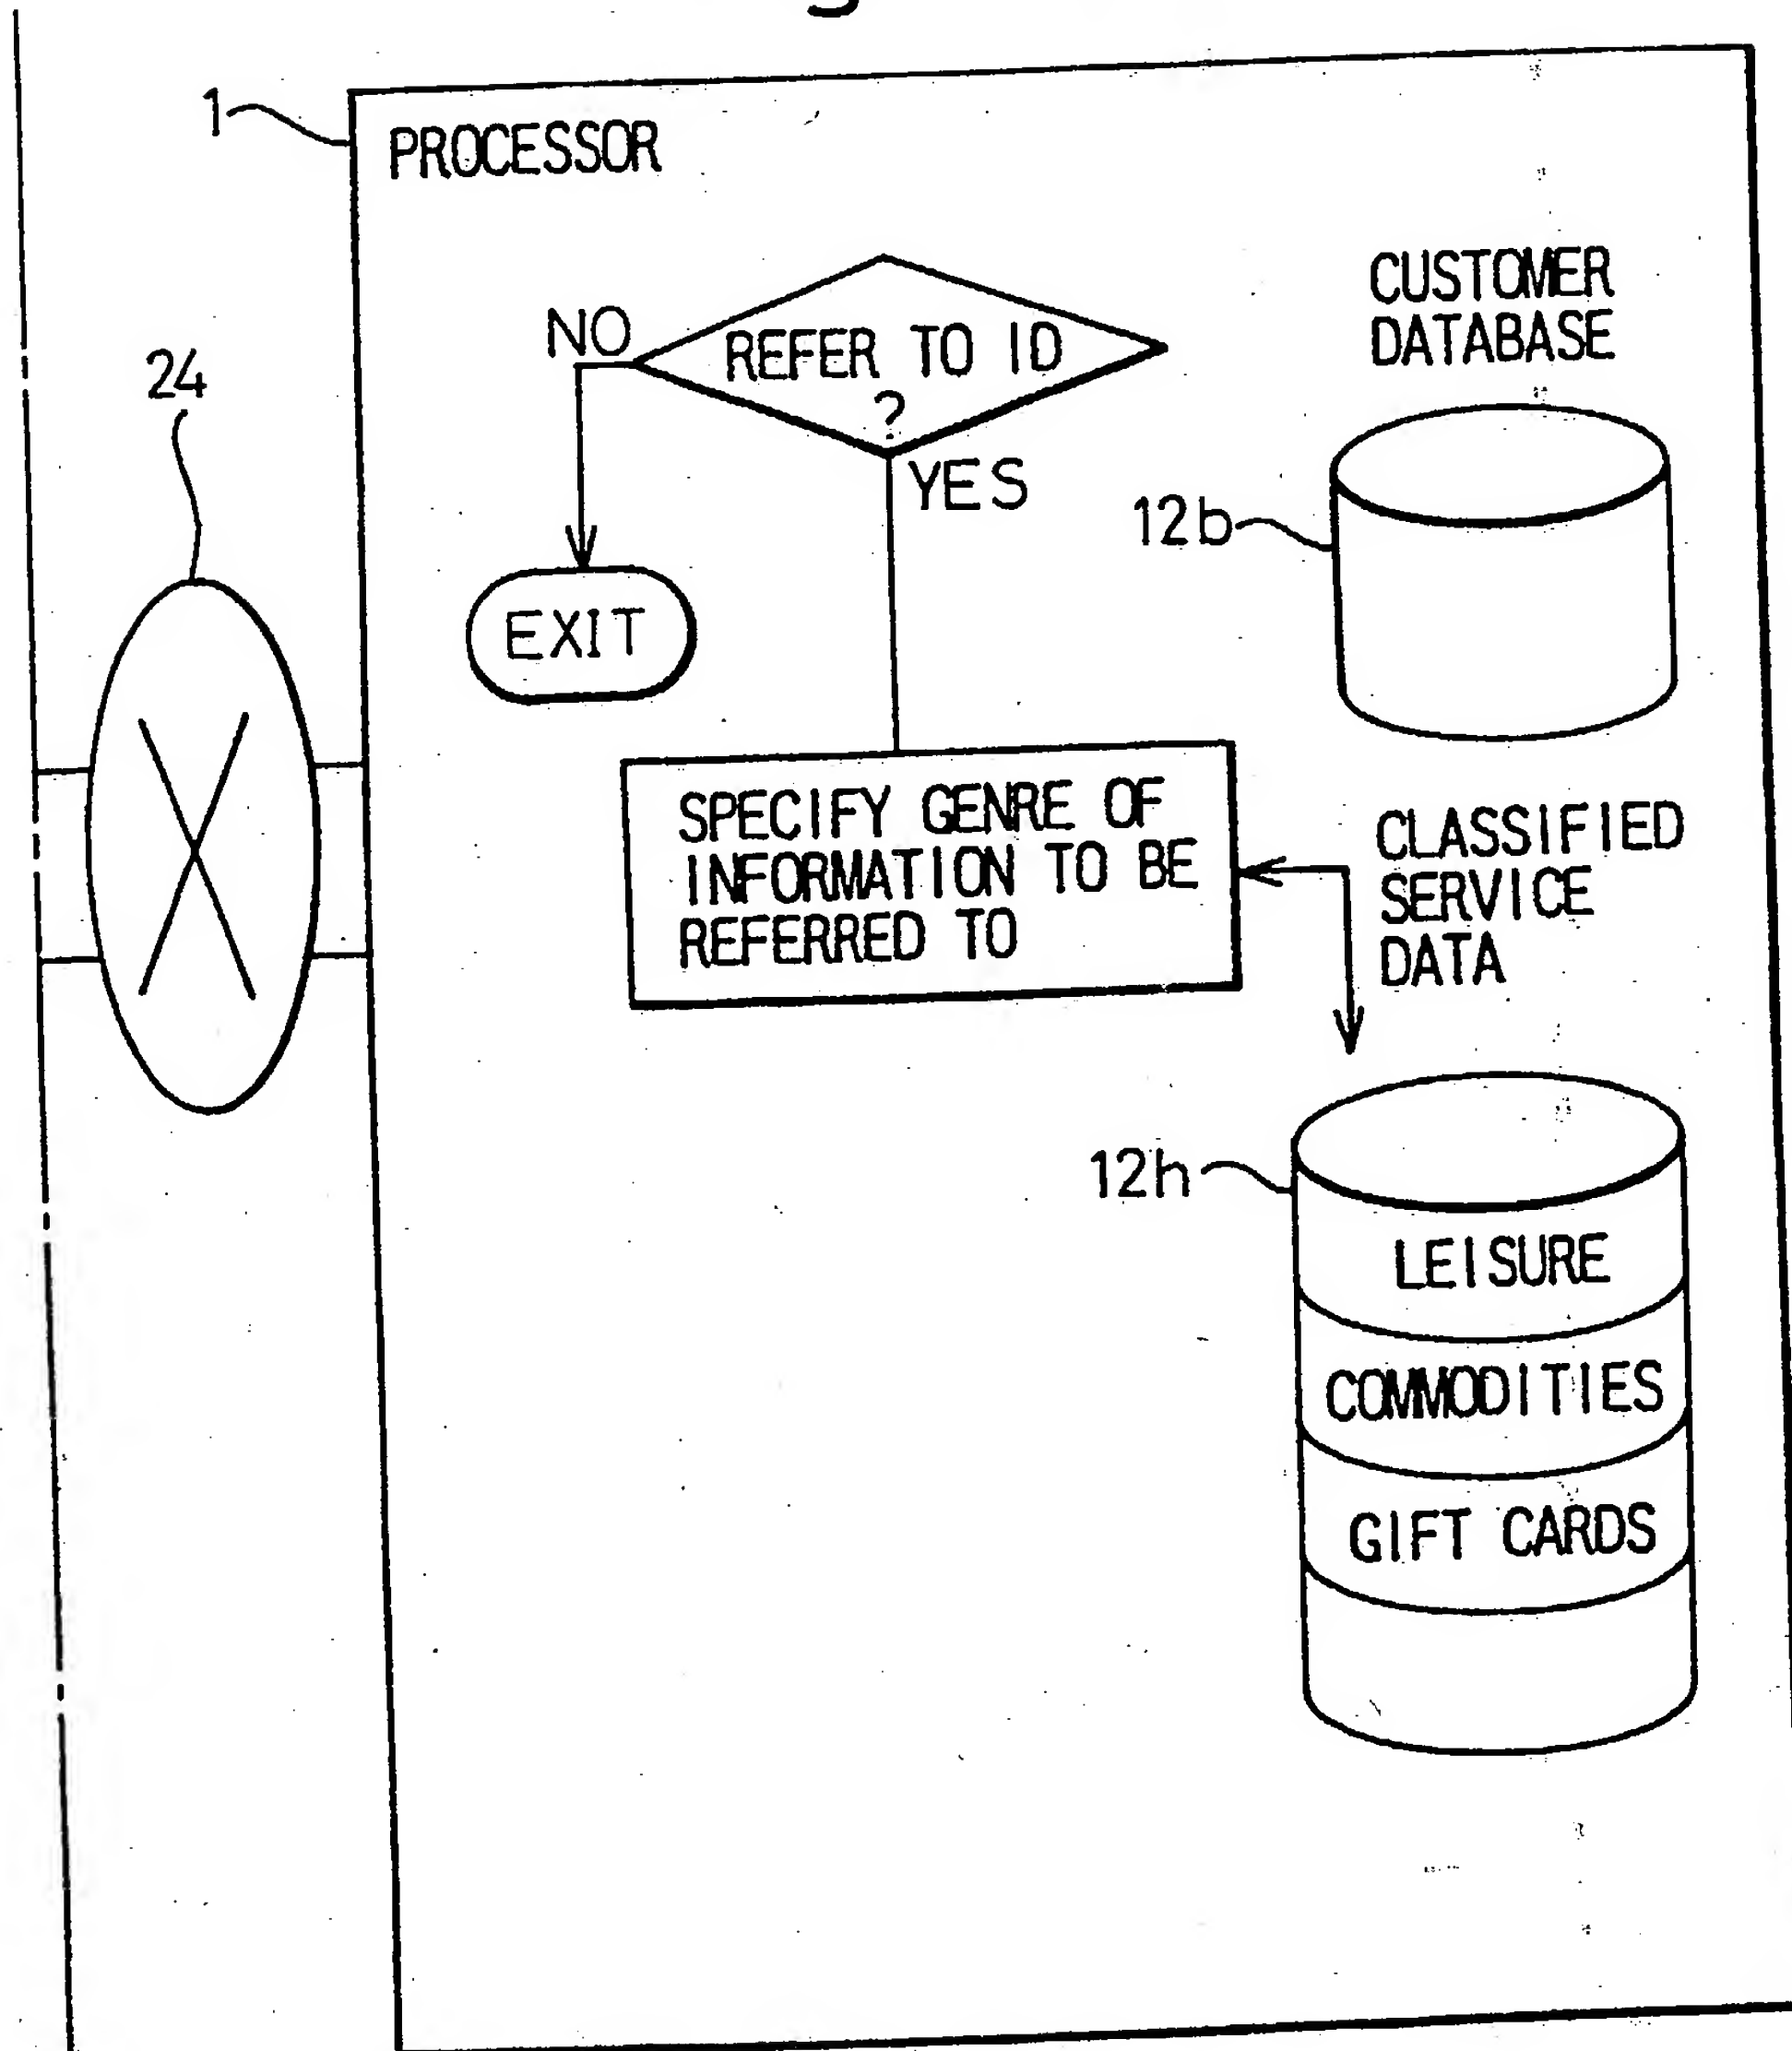 1
PROCESSOR
CUSTOMER
DATABASE
NO
REFER TO ID
?
24
YES
12b
EXIT
SPECIFY GENRE OF
INFORMATION TO BE
REFERRED TO
CLASSIFIED
SERVICE
DATA
12h
LEISURE
COMMODITIES
GIFT CARDS